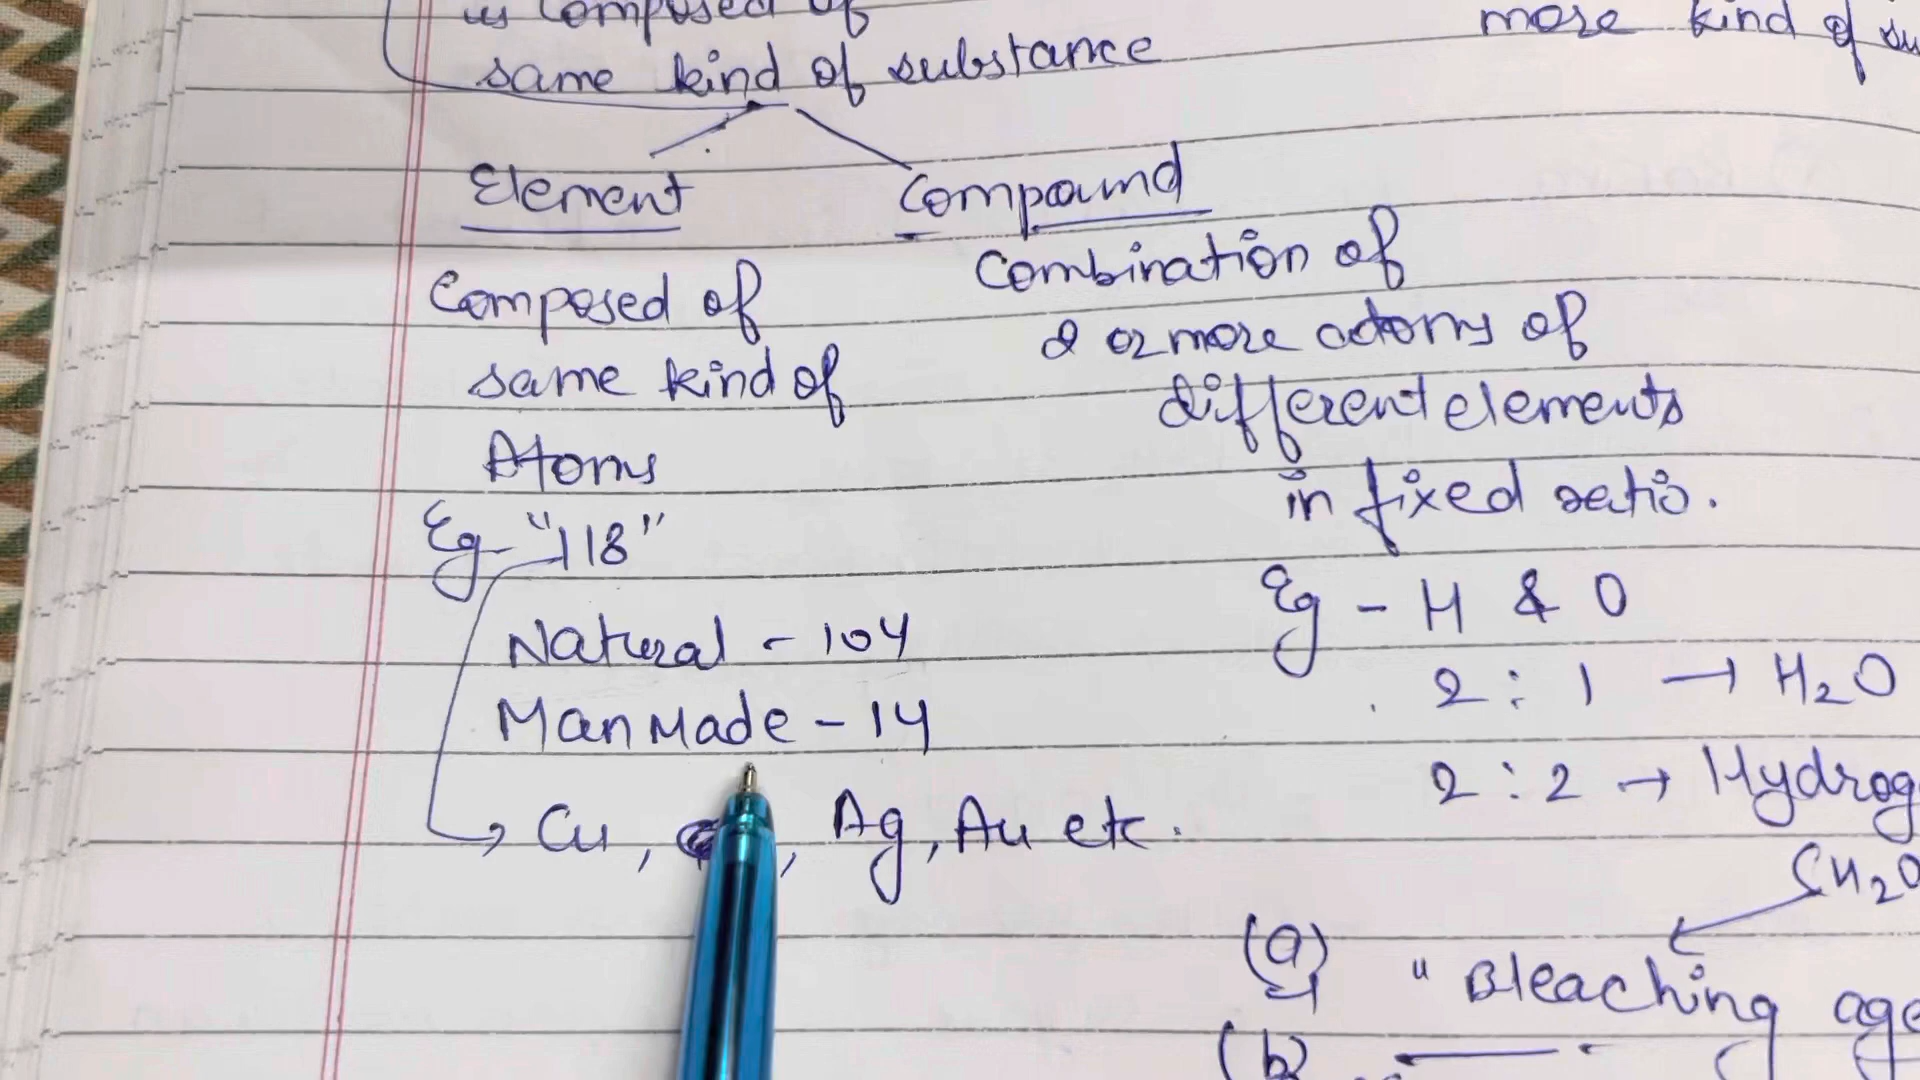 is composed of
same kind of substance
more kind of su
Element
Composed of
same kind of
Atoms
Eg - "118"
Natural - 104
Man Made - 14
→ Cu, , Ag, Au etc.
Compound
Combination of
2 or more atoms of
different elements
in fixed ratio.
Eg - H & O
2 : 1 → H₂O
2 : 2 → Hydrog
(a) "Bleaching age
(b)